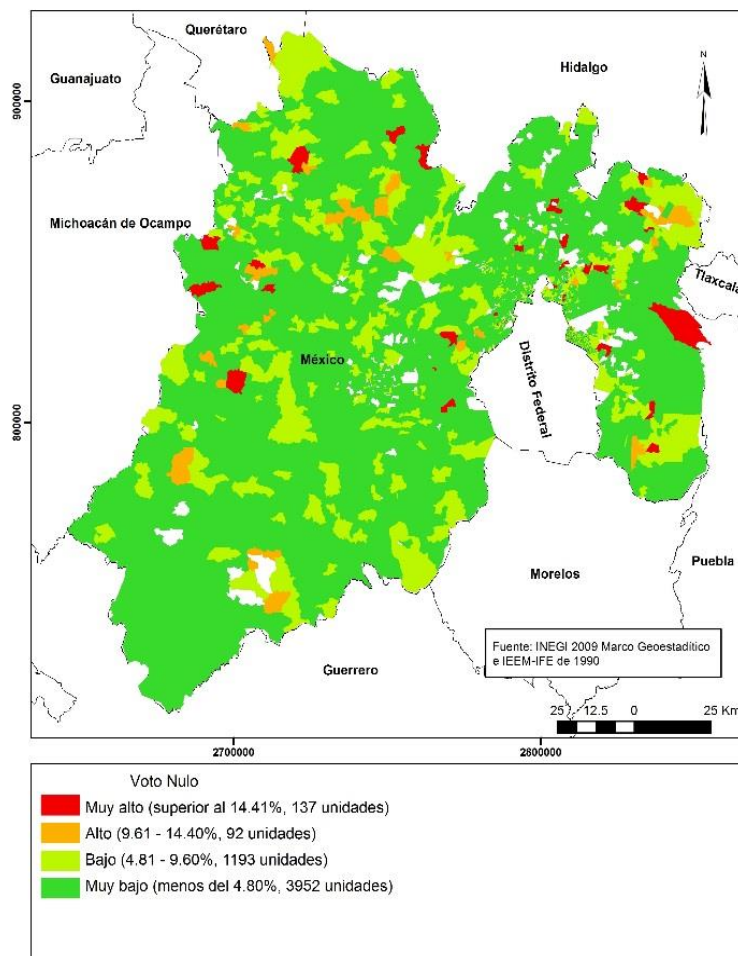 Querétaro
Guanajuato
Hidalgo
N
900000
Michoacán de Ocampo
Tlaxcala
México
Distrito Federal
800000
Morelos
Puebla
Guerrero
Fuente: INEGI 2009 Marco Geoestadítico
e IEEM-IFE de 1990
25 12.5 0 25 Km
2700000 2800000
Voto Nulo
Muy alto (superior al 14.41%, 137 unidades)
Alto (9.61 - 14.40%, 92 unidades)
Bajo (4.81 - 9.60%, 1193 unidades)
Muy bajo (menos del 4.80%, 3952 unidades)